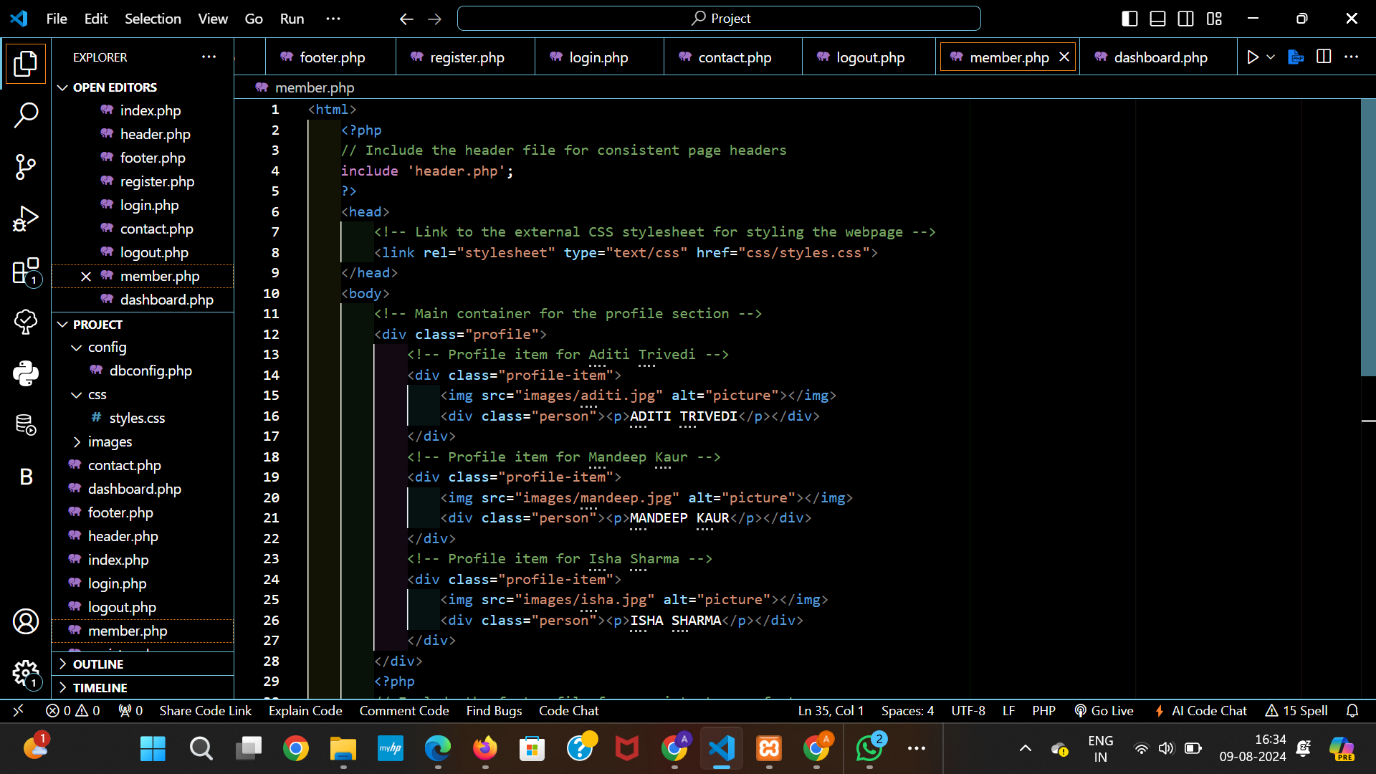 File Edit Selection View Go Run ··· Project
EXPLORER ···
footer.php register.php login.php contact.php logout.php member.php dashboard.php
OPEN EDITORS
index.php
header.php
footer.php
register.php
login.php
contact.php
logout.php
member.php
dashboard.php
PROJECT
config
dbconfig.php
css
# styles.css
images
contact.php
dashboard.php
footer.php
header.php
index.php
login.php
logout.php
member.php
OUTLINE
TIMELINE
1
B
1
member.php
1 <html>
2 <?php
3 // Include the header file for consistent page headers
4 include 'header.php';
5 ?>
6 <head>
7 <!-- Link to the external CSS stylesheet for styling the webpage -->
8 <link rel="stylesheet" type="text/css" href="css/styles.css">
9 </head>
10 <body>
11 <!-- Main container for the profile section -->
12 <div class="profile">
13 <!-- Profile item for Aditi Trivedi -->
14 <div class="profile-item">
15 <img src="images/aditi.jpg" alt="picture"></img>
16 <div class="person"><p>ADITI TRIVEDI</p></div>
17 </div>
18 <!-- Profile item for Mandeep Kaur -->
19 <div class="profile-item">
20 <img src="images/mandeep.jpg" alt="picture"></img>
21 <div class="person"><p>MANDEEP KAUR</p></div>
22 </div>
23 <!-- Profile item for Isha Sharma -->
24 <div class="profile-item">
25 <img src="images/isha.jpg" alt="picture"></img>
26 <div class="person"><p>ISHA SHARMA</p></div>
27 </div>
28 </div>
29 <?php
0 0 0 Share Code Link Explain Code Comment Code Find Bugs Code Chat Ln 35, Col 1 Spaces: 4 UTF-8 LF PHP Go Live AI Code Chat 15 Spell
1 myhp A A 2 ··· ENG 16:34 PRE
IN 09-08-2024